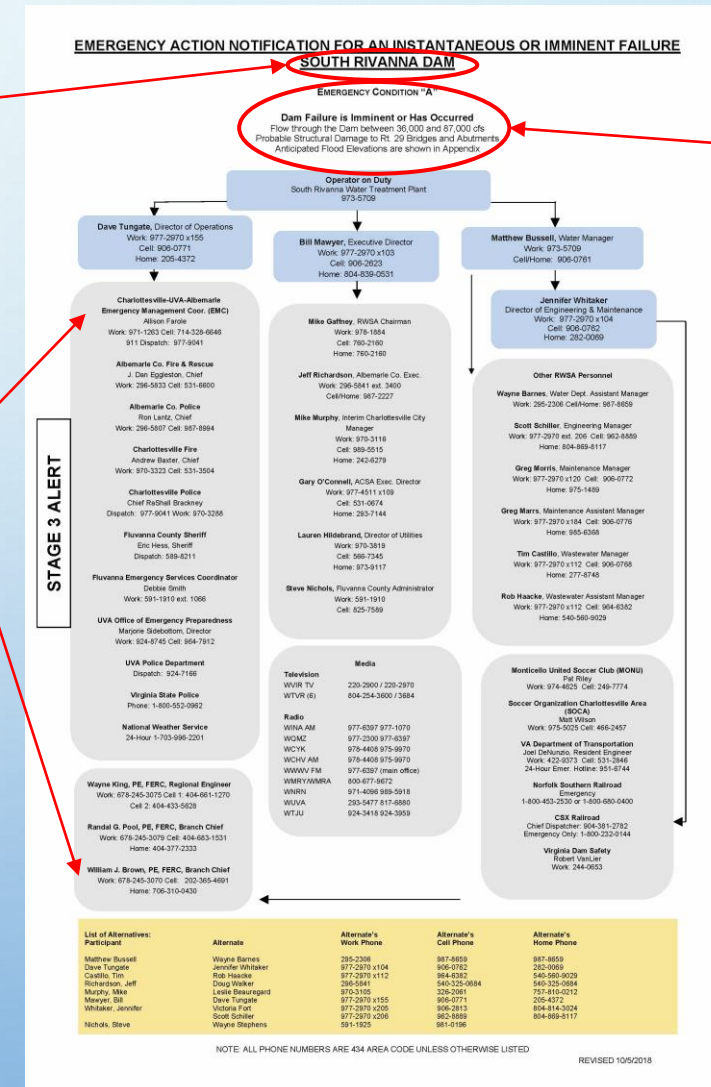 EMERGENCY ACTION NOTIFICATION FOR AN INSTANTANEOUS OR IMMINENT FAILURE
SOUTH RIVANNA DAM
EMERGENCY CONDITION "A"
Dam Failure is Imminent or Has Occurred
Flow through the Dam between 36,000 and 87,000 cfs
Probable Structural Damage to Rt. 29 Bridges and Abutments
Anticipated Flood Elevations are shown in Appendix
Operator on Duty
South Rivanna Water Treatment Plant
973-5709
Dave Tungate, Director of Operations
Work: 977-2970 x155
Cell: 906-0771
Home: 205-4372
Bill Mawyer, Executive Director
Work: 977-2970 x103
Cell: 906-2623
Home: 804-839-0531
Matthew Bussell, Water Manager
Work: 973-5709
Cell/Home: 906-0761
Jennifer Whitaker
Director of Engineering & Maintenance
Work: 977-2970 x104
Cell: 906-0762
Home: 282-0069
STAGE 3 ALERT
Charlottesville-UVA-Albemarle
Emergency Management Coor. (EMC)
Allison Farole
Work: 971-1263 Cell: 714-328-6646
911 Dispatch: 977-9041
Albemarle Co. Fire & Rescue
J. Dan Eggleston, Chief
Work: 296-5833 Cell: 531-6600
Albemarle Co. Police
Ron Lantz, Chief
Work: 296-5807 Cell: 987-8994
Charlottesville Fire
Andrew Baxter, Chief
Work: 970-3323 Cell: 531-3504
Charlottesville Police
Chief RaShall Brackney
Dispatch: 977-9041 Work: 970-3288
Fluvanna County Sheriff
Eric Hess, Sheriff
Dispatch: 589-8211
Fluvanna Emergency Services Coordinator
Debbie Smith
Work: 591-1910 ext. 1066
UVA Office of Emergency Preparedness
Marjorie Sidebottom, Director
Work: 924-8745 Cell: 964-7912
UVA Police Department
Dispatch: 924-7166
Virginia State Police
Phone: 1-800-552-0962
National Weather Service
24-Hour 1-703-996-2201
Wayne King, PE, FERC, Regional Engineer
Work: 678-245-3075 Cell 1: 404-661-1270
Cell 2: 404-433-5628
Randal G. Pool, PE, FERC, Branch Chief
Work: 678-245-3079 Cell: 404-683-1531
Home: 404-377-2333
William J. Brown, PE, FERC, Branch Chief
Work: 678-245-3070 Cell: 202-365-4691
Home: 706-310-0430
Mike Gaffney, RWSA Chairman
Work: 978-1884
Cell: 760-2160
Home: 760-2160
Jeff Richardson, Albemarle Co. Exec.
Work: 296-5841 ext. 3400
Cell/Home: 987-2227
Mike Murphy, Interim Charlottesville City
Manager
Work: 970-3116
Cell: 989-5515
Home: 242-6279
Gary O'Connell, ACSA Exec. Director
Work: 977-4511 x109
Cell: 531-0674
Home: 293-7144
Lauren Hildebrand, Director of Utilities
Work: 970-3819
Cell: 566-7345
Home: 973-9117
Steve Nichols, Fluvanna County Administrator
Work: 591-1910
Cell: 825-7589
Media
Television
WVIR TV 220-2900 / 220-2970
WTVR (6) 804-254-3600 / 3684
Radio
WINA AM 977-6397 977-1070
WQMZ 977-2300 977-6397
WCYK 978-4408 975-9970
WCHV AM 978-4408 975-9970
WWWV FM 977-6397 (main office)
WMRY/WMRA 800-677-9672
WNRN 971-4096 989-5918
WUVA 293-5477 817-6880
WTJU 924-3418 924-3959
Other RWSA Personnel
Wayne Barnes, Water Dept. Assistant Manager
Work: 295-2306 Cell/Home: 987-8659
Scott Schiller, Engineering Manager
Work: 977-2970 ext. 206 Cell: 962-8889
Home: 804-869-8117
Greg Morris, Maintenance Manager
Work: 977-2970 x120 Cell: 906-0772
Home: 975-1489
Greg Marrs, Maintenance Assistant Manager
Work: 977-2970 x184 Cell: 906-0776
Home: 985-6368
Tim Castillo, Wastewater Manager
Work: 977-2970 x112 Cell: 906-0768
Home: 277-8748
Rob Haacke, Wastewater Assistant Manager
Work: 977-2970 x112 Cell: 964-6382
Home: 540-560-9029
Monticello United Soccer Club (MONU)
Pat Riley
Work: 974-4625 Cell: 249-7774
Soccer Organization Charlottesville Area
(SOCA)
Matt Wilson
Work: 975-5025 Cell: 466-2457
VA Department of Transportation
Joel DeNunzio, Resident Engineer
Work: 422-9373 Cell: 531-2846
24-Hour Emer. Hotline: 951-6744
Norfolk Southern Railroad
Emergency
1-800-453-2530 or 1-800-680-0400
CSX Railroad
Chief Dispatcher: 904-381-2782
Emergency Only: 1-800-232-0144
Virginia Dam Safety
Robert VanLier
Work: 244-0653
List of Alternatives:
Participant Alternate Alternate's Work Phone Alternate's Cell Phone Alternate's Home Phone
Matthew Bussell Wayne Barnes 295-2306 987-8659 987-8659
Dave Tungate Jennifer Whitaker 977-2970 x104 906-0762 282-0069
Castillo, Tim Rob Haacke 977-2970 x112 964-6382 540-560-9029
Richardson, Jeff Doug Walker 296-5841 540-325-0684 540-325-0684
Murphy, Mike Leslie Beauregard 970-3105 326-2061 757-810-0212
Mawyer, Bill Dave Tungate 977-2970 x155 906-0771 205-4372
Whitaker, Jennifer Victoria Fort 977-2970 x205 906-2813 804-814-3024
Scott Schiller 977-2970 x206 962-8889 804-869-8117
Nichols, Steve Wayne Stephens 591-1925 981-0196
NOTE: ALL PHONE NUMBERS ARE 434 AREA CODE UNLESS OTHERWISE LISTED
REVISED 10/5/2018